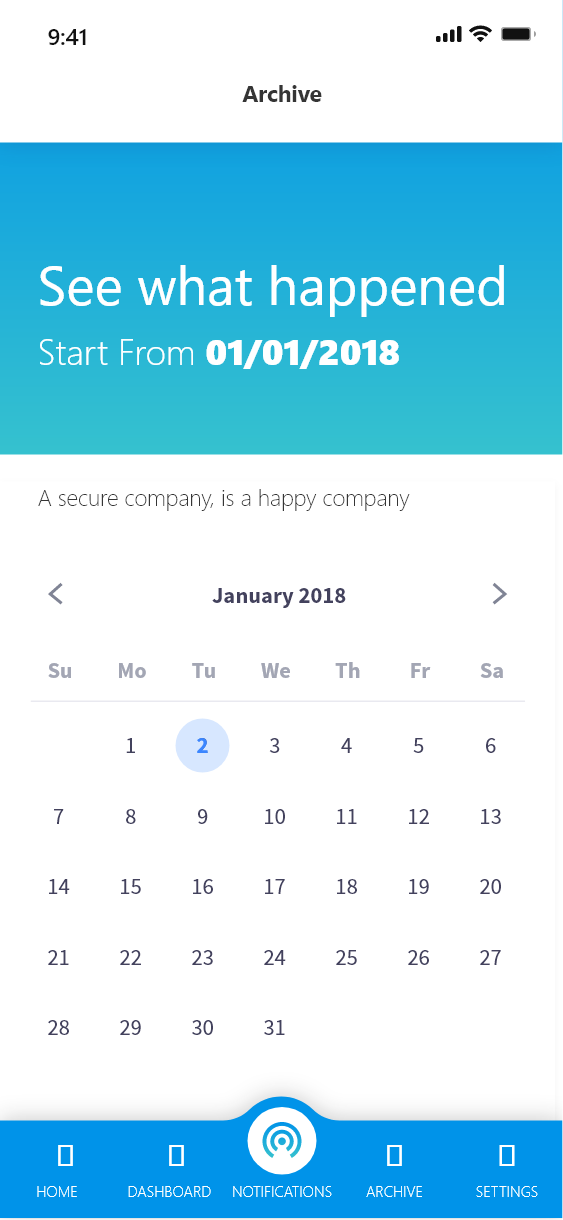 9:41
Archive
See what happened
Start From 01/01/2018
A secure company, is a happy company
January 2018
Su Mo Tu We Th Fr Sa
1 2 3 4 5 6
7 8 9 10 11 12 13
14 15 16 17 18 19 20
21 22 23 24 25 26 27
28 29 30 31
HOME DASHBOARD NOTIFICATIONS ARCHIVE SETTINGS